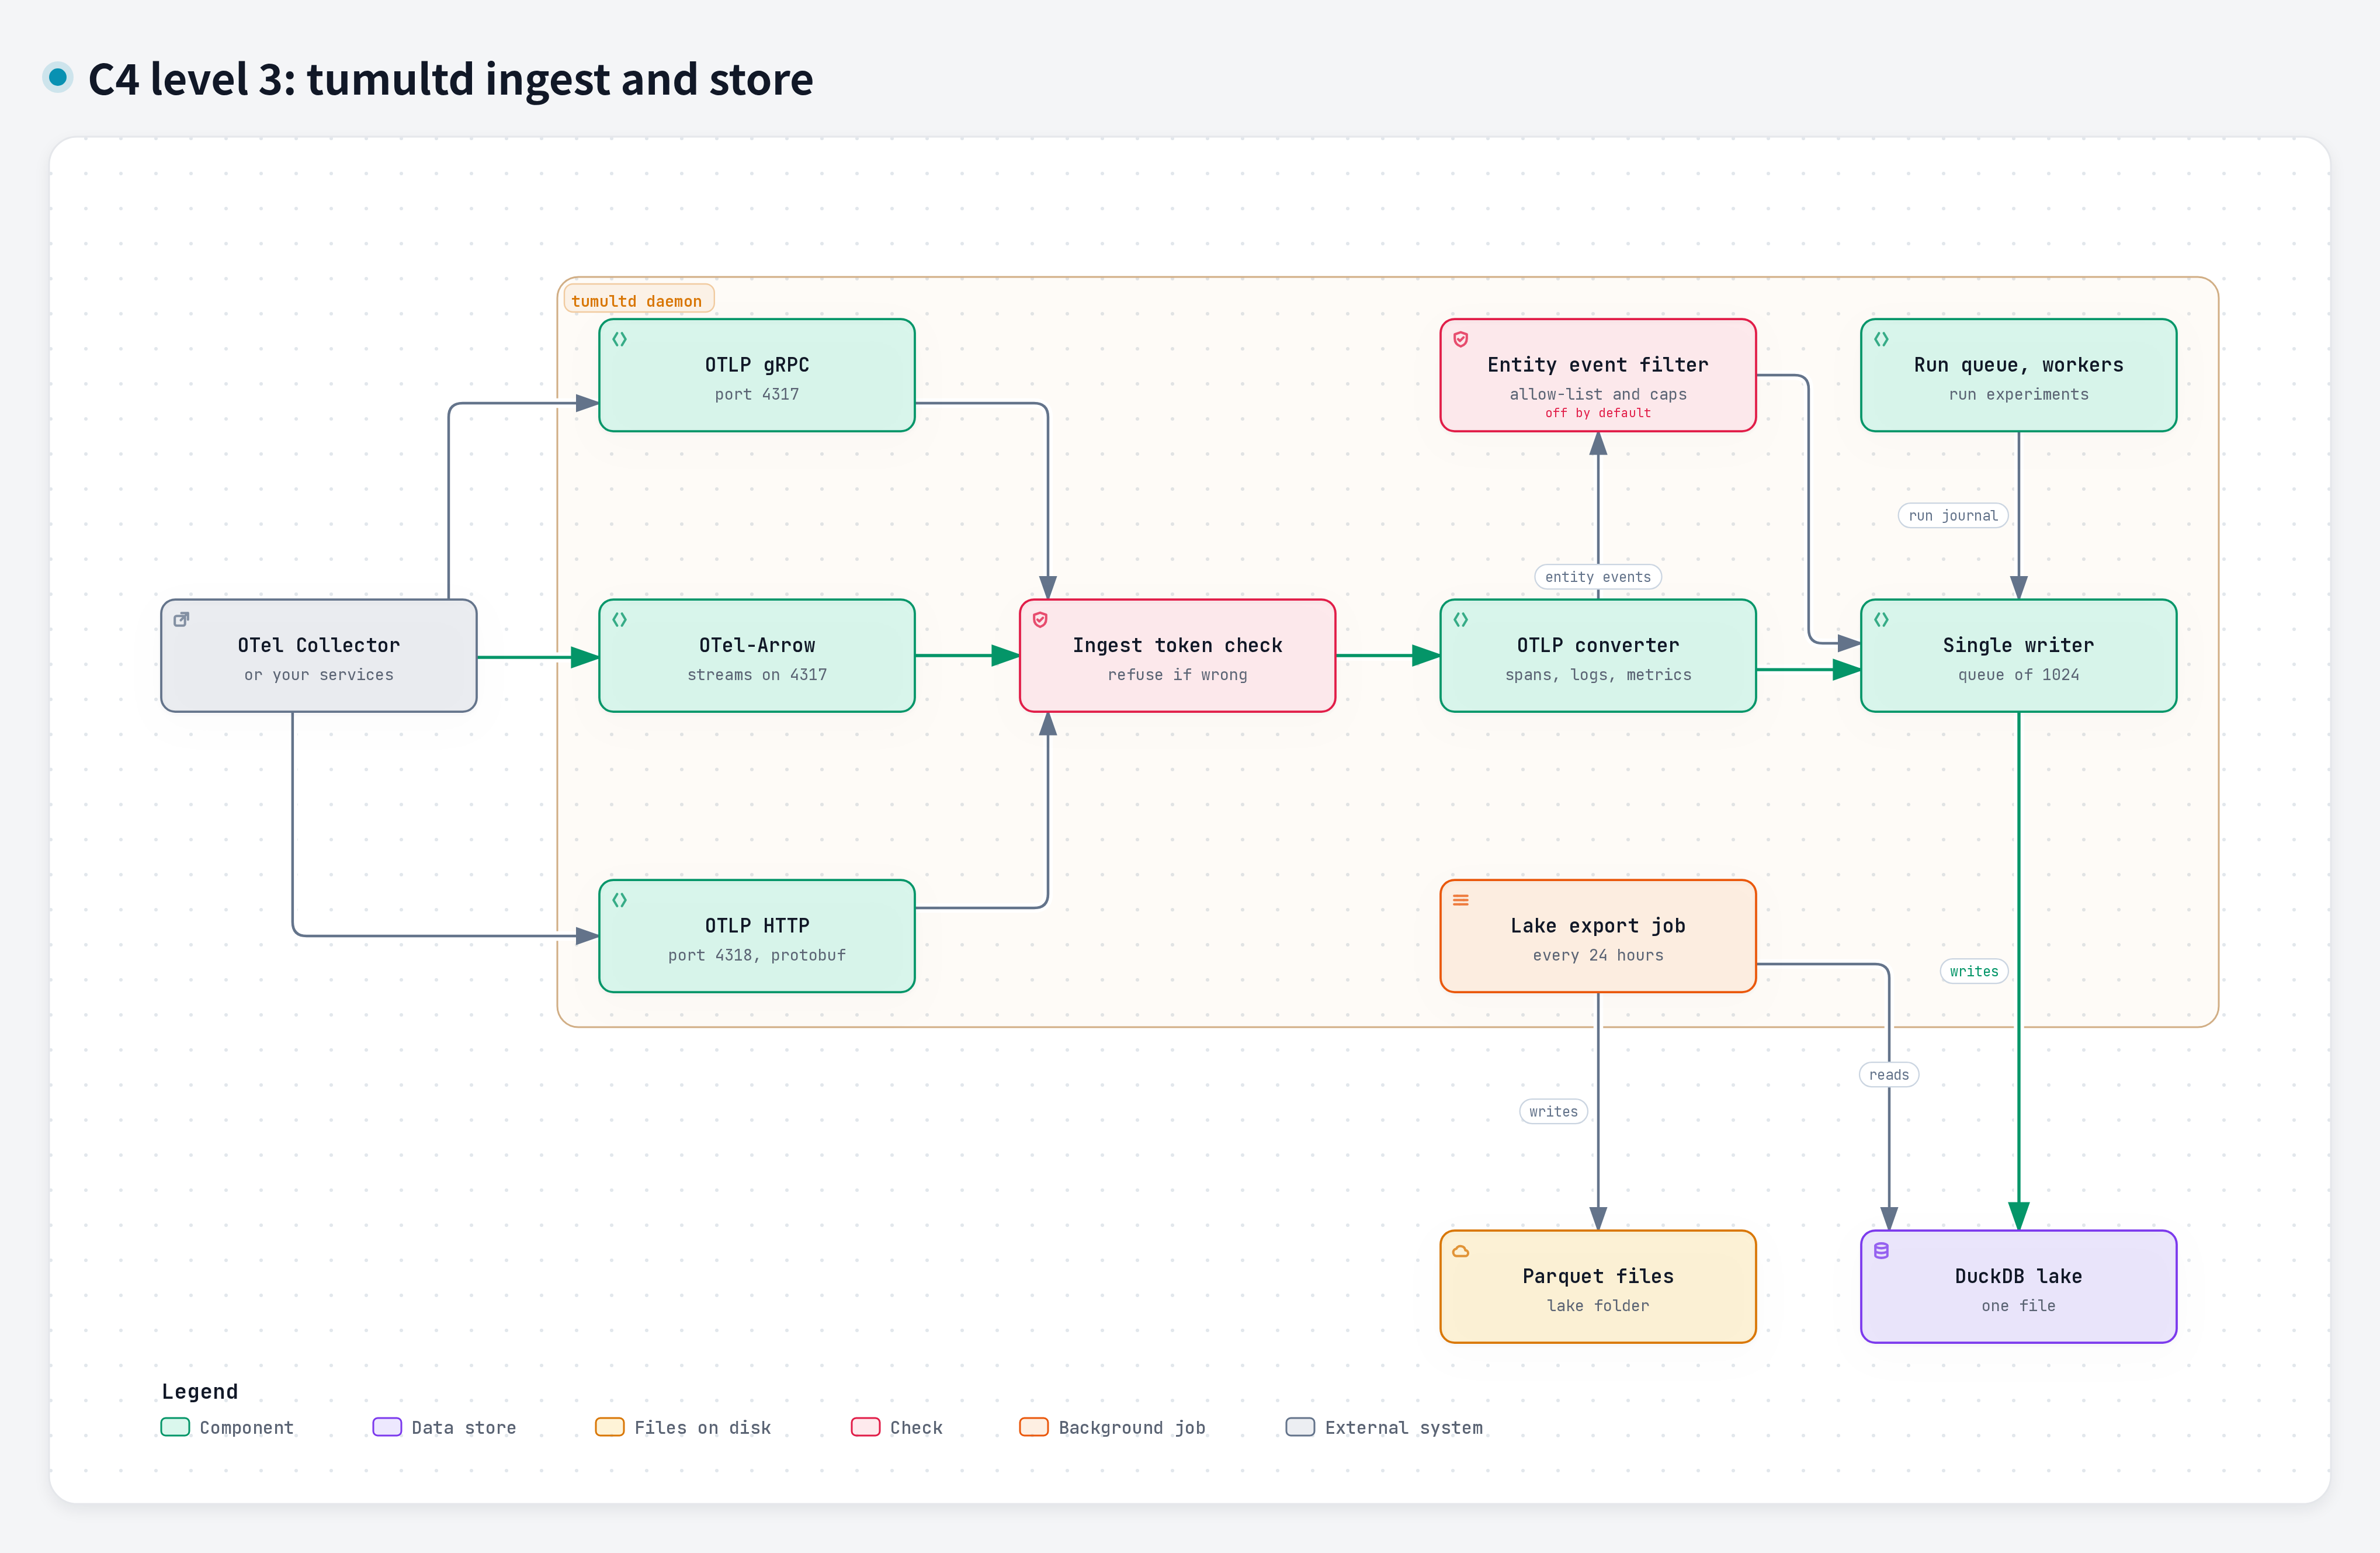 C4 level 3: tumultd ingest and store
tumultd daemon
OTLP gRPC
port 4317
Entity event filter
allow-list and caps
off by default
Run queue, workers
run experiments
run journal
entity events
OTel Collector
or your services
OTel-Arrow
streams on 4317
Ingest token check
refuse if wrong
OTLP converter
spans, logs, metrics
Single writer
queue of 1024
OTLP HTTP
port 4318, protobuf
Lake export job
every 24 hours
writes
reads
writes
Parquet files
lake folder
DuckDB lake
one file
Legend
Component
Data store
Files on disk
Check
Background job
External system